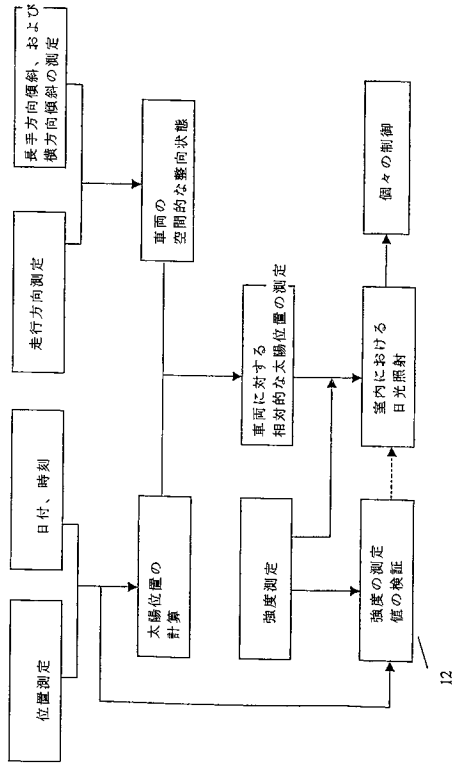 位置測定
日付、時刻
走行方向測定
長手方向傾斜、および
横方向傾斜の測定
太陽位置の
計算
車両の
空間的な整向状態
強度測定
車両に対する
相対的な太陽位置の測定
強度の測定
値の検証
室内における
日光照射
個々の制御
12